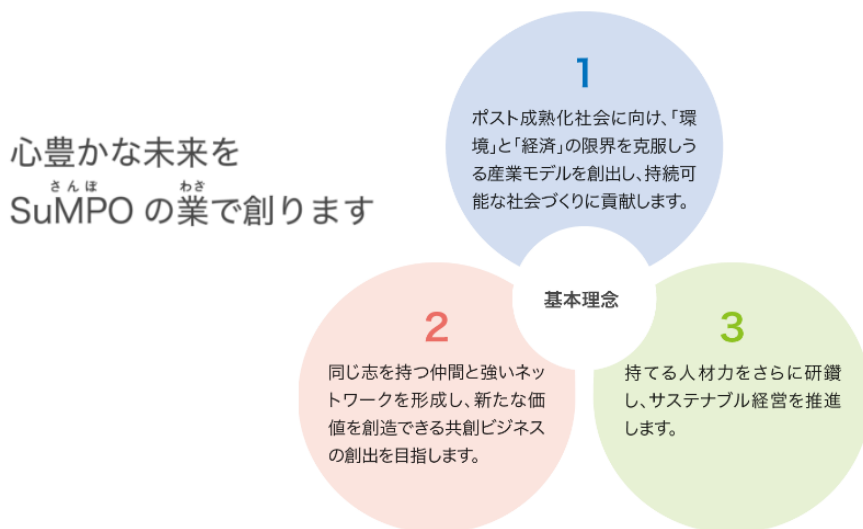 心豊かな未来を
さんぽ わざ
SuMPO の業で創ります
1
ポスト成熟化社会に向け、「環
境」と「経済」の限界を克服しう
る産業モデルを創出し、持続可
能な社会づくりに貢献します。
基本理念
2
同じ志を持つ仲間と強いネッ
トワークを形成し、新たな価
値を創造できる共創ビジネス
の創出を目指します。
3
持てる人材力をさらに研鑽
し、サステナブル経営を推進
します。